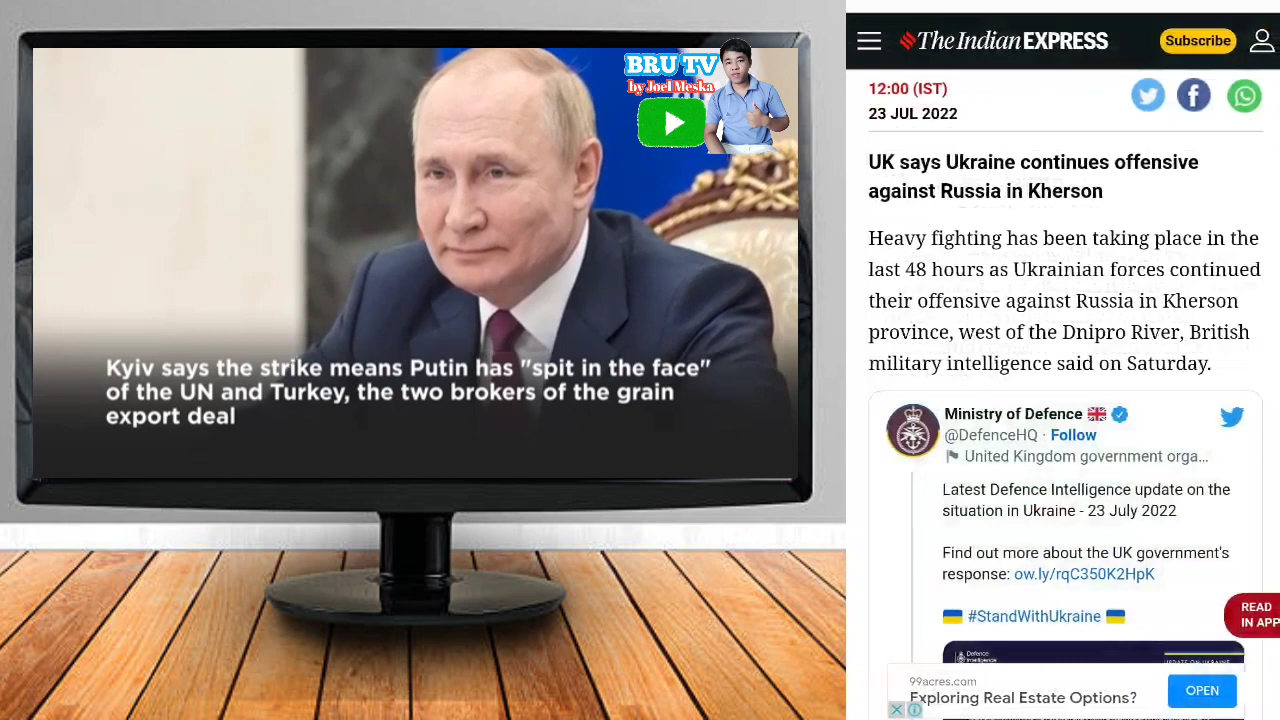 BRU TV
by Joel Meska
Kyiv says the strike means Putin has "spit in the face"
of the UN and Turkey, the two brokers of the grain
export deal
The Indian EXPRESS
Subscribe
12:00 (IST)
23 JUL 2022
UK says Ukraine continues offensive
against Russia in Kherson
Heavy fighting has been taking place in the
last 48 hours as Ukrainian forces continued
their offensive against Russia in Kherson
province, west of the Dnipro River, British
military intelligence said on Saturday.
Ministry of Defence
@DefenceHQ · Follow
United Kingdom government orga...
Latest Defence Intelligence update on the
situation in Ukraine - 23 July 2022
Find out more about the UK government's
response: ow.ly/rqC350K2HpK
#StandWithUkraine
READ
IN APP
Defence
Intelligence
UPDATE ON UKRAINE
99acres.com
Exploring Real Estate Options?
OPEN